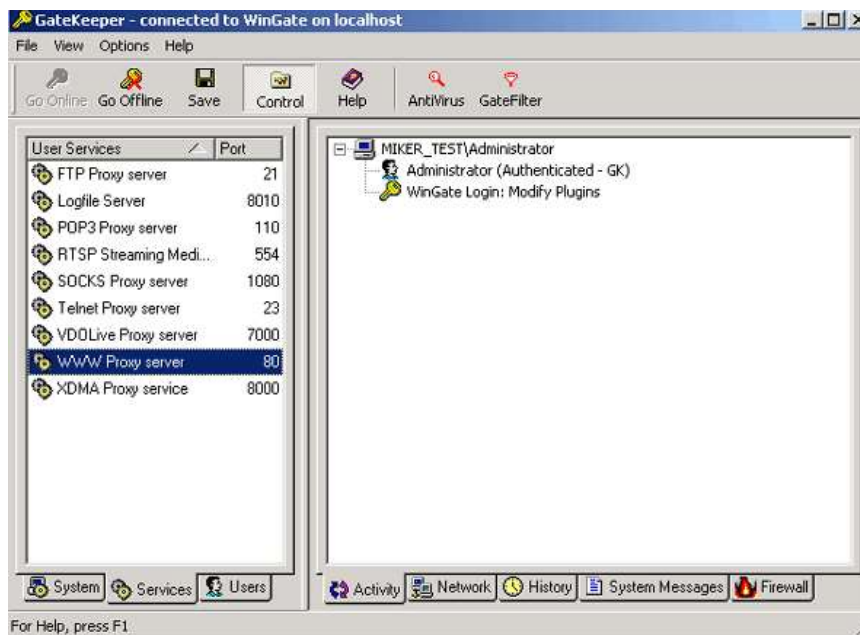 GateKeeper - connected to WinGate on localhost
File View Options Help
Go Online Go Offline Save Control Help AntiVirus GateFilter
User Services Port
FTP Proxy server 21
Logfile Server 8010
POP3 Proxy server 110
RTSP Streaming Medi... 554
SOCKS Proxy server 1080
Telnet Proxy server 23
VDOLive Proxy server 7000
WWW Proxy server 80
XDMA Proxy service 8000
MIKER_TEST\Administrator
Administrator (Authenticated - GK)
WinGate Login: Modify Plugins
System Services Users
Activity Network History System Messages Firewall
For Help, press F1